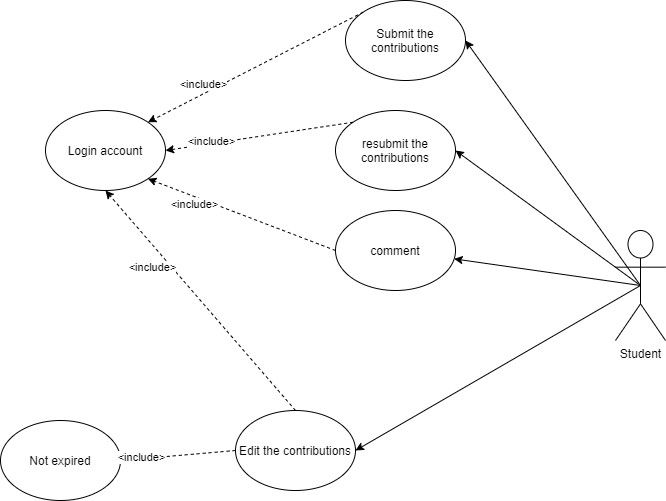 Submit the
contributions
<include>
Login account
<include>
resubmit the
contributions
<include>
comment
<include>
Student
Not expired
<include>
Edit the contributions